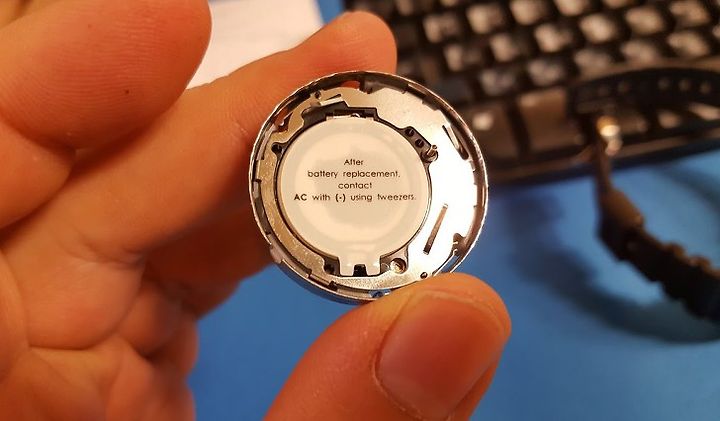 After
battery replacement,
contact
AC with (-) using tweezers.